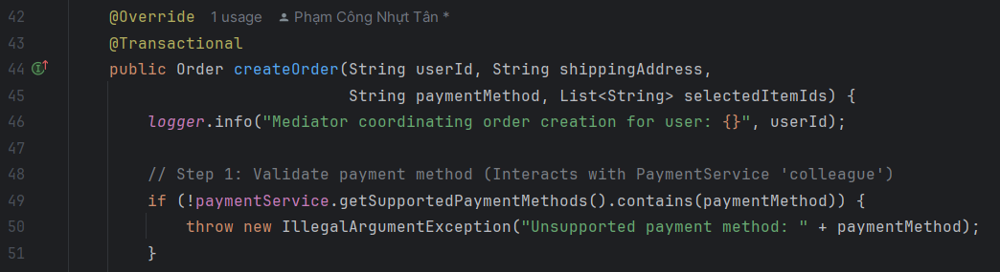 42 @Override 1 usage Phạm Công Nhựt Tân *
43 @Transactional
44 public Order createOrder(String userId, String shippingAddress,
45 String paymentMethod, List<String> selectedItemIds) {
46 logger.info("Mediator coordinating order creation for user: {}", userId);
47
48 // Step 1: Validate payment method (Interacts with PaymentService 'colleague')
49 if (!paymentService.getSupportedPaymentMethods().contains(paymentMethod)) {
50 throw new IllegalArgumentException("Unsupported payment method: " + paymentMethod);
51 }